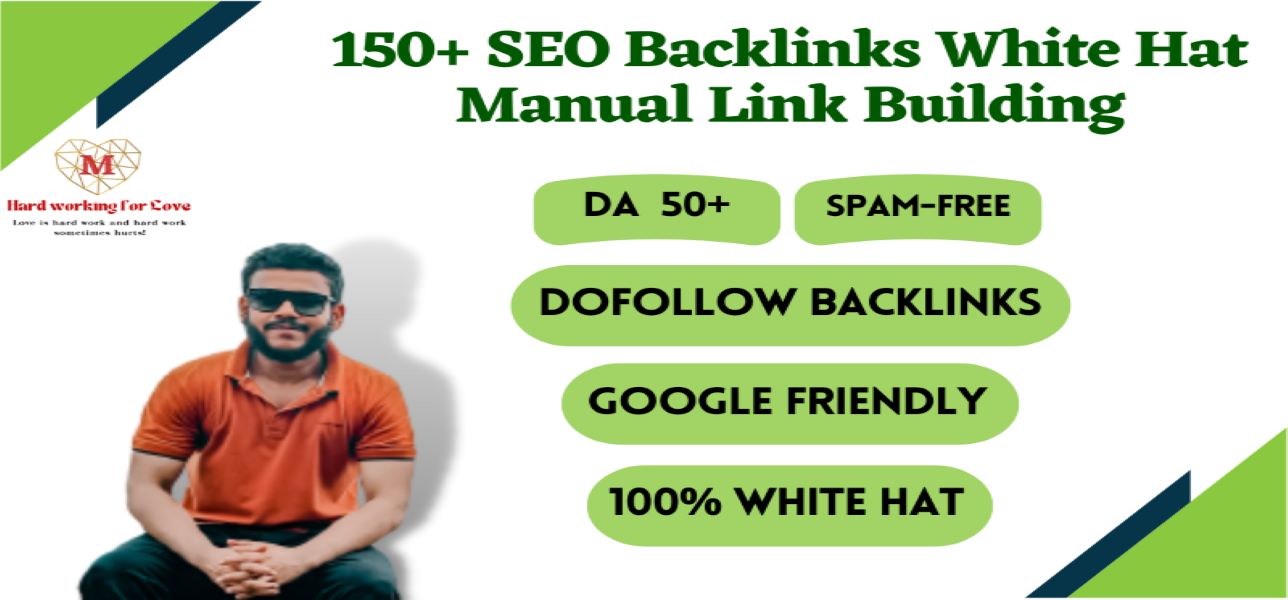 150+ SEO Backlinks White Hat
Manual Link Building
M
Hard working for Love
Love is hard work and hard work
sometimes hurts!
DA 50+
SPAM-FREE
DOFOLLOW BACKLINKS
GOOGLE FRIENDLY
100% WHITE HAT